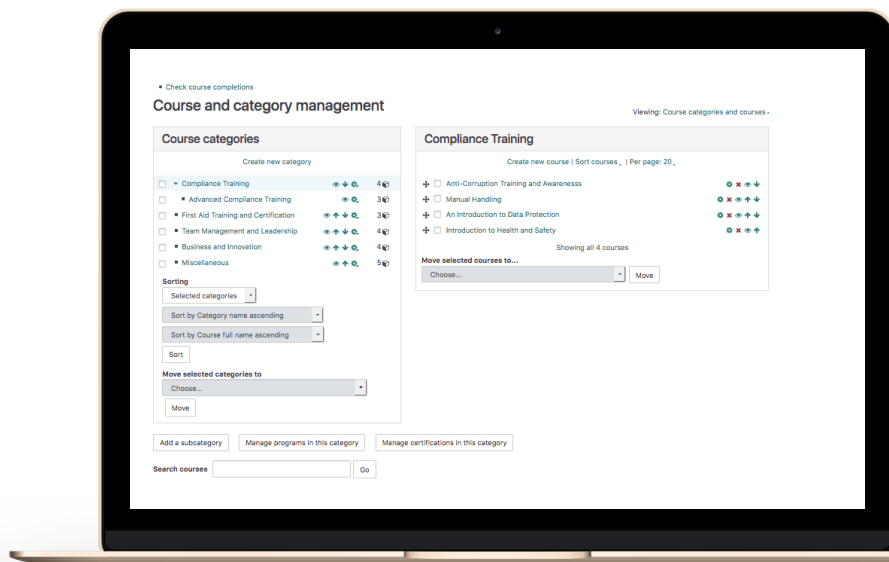 Check course completions
Course and category management
Viewing: Course categories and courses
Course categories
Create new category
Compliance Training 4
Advanced Compliance Training 3
First Aid Training and Certification 3
Team Management and Leadership 4
Business and Innovation 4
Miscellaneous 5
Sorting
Selected categories
Sort by Category name ascending
Sort by Course full name ascending
Sort
Move selected categories to
Choose...
Move
Compliance Training
Create new course | Sort courses | Per page: 20
Anti-Corruption Training and Awarenesss
Manual Handling
An Introduction to Data Protection
Introduction to Health and Safety
Showing all 4 courses
Move selected courses to...
Choose... Move
Add a subcategory Manage programs in this category Manage certifications in this category
Search courses Go